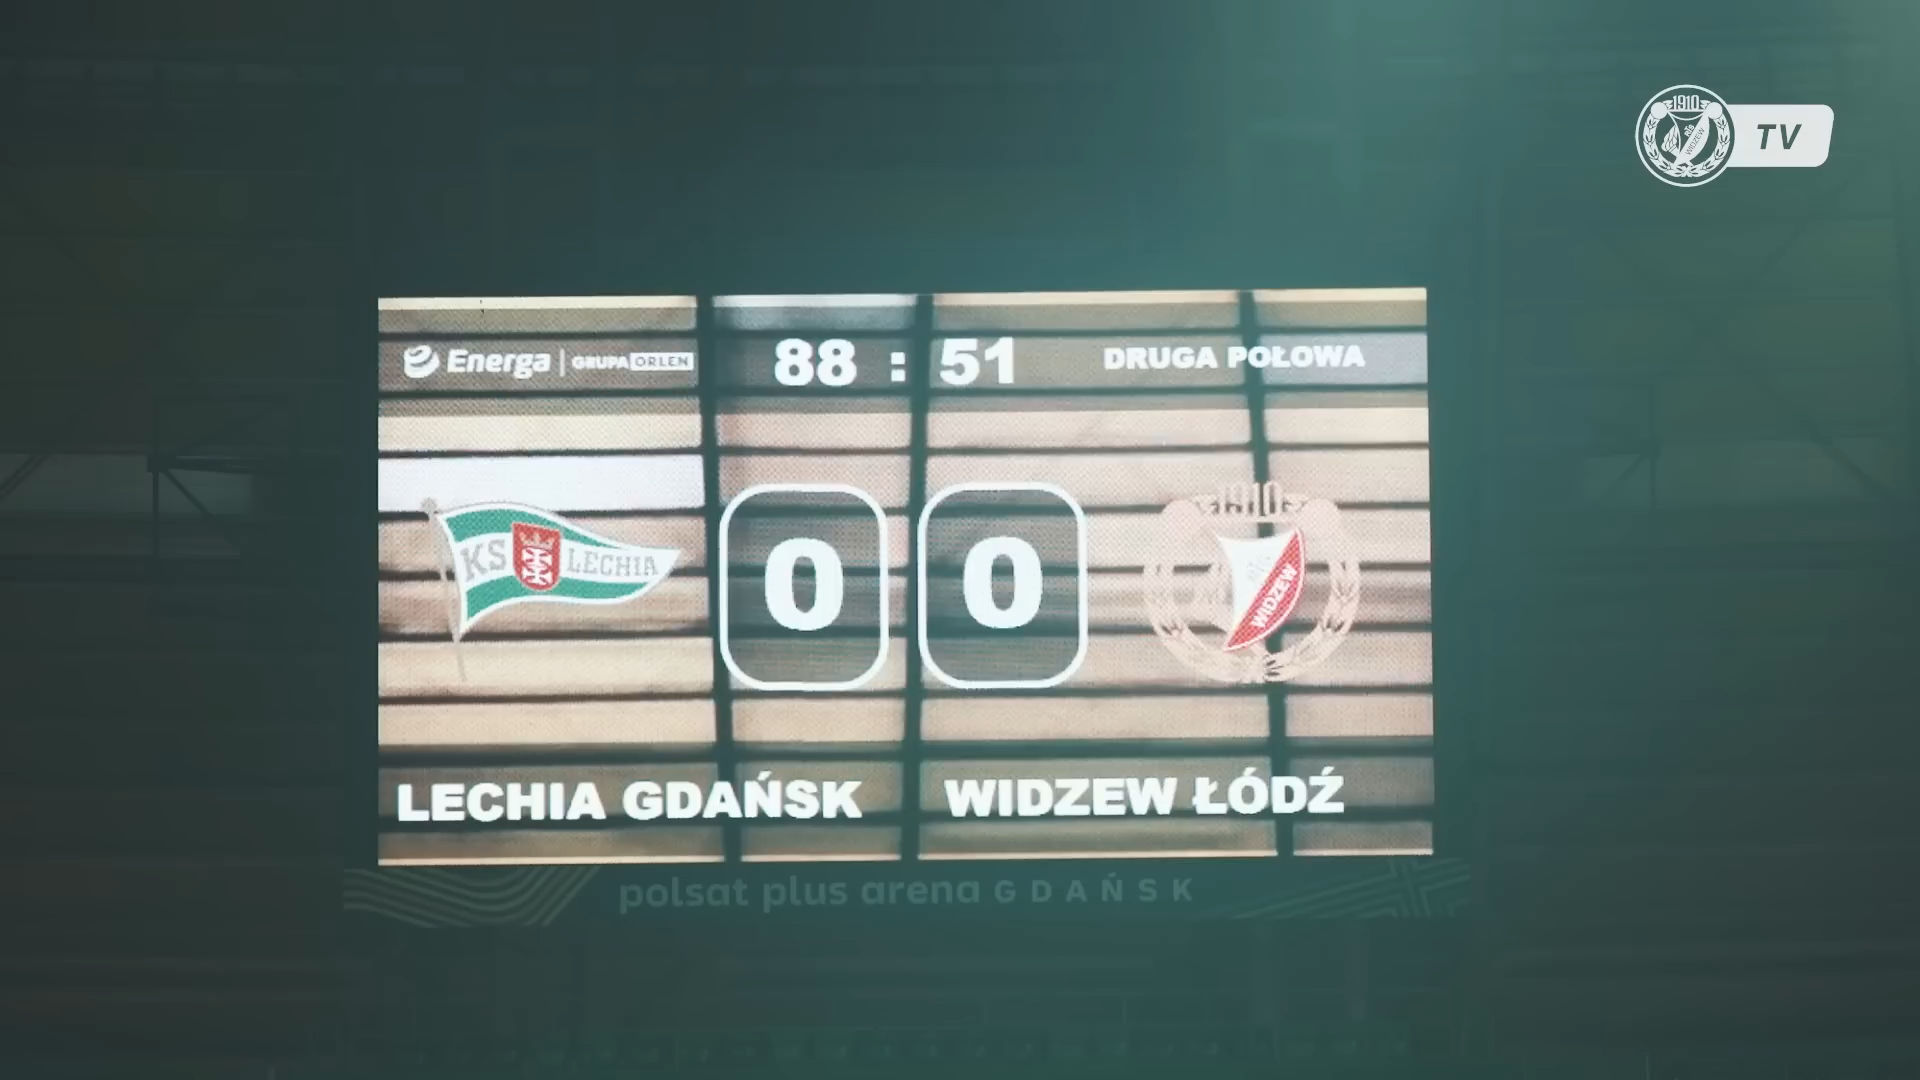 1910
WIDZEW
TV
Energa | GRUPA ORLEN
88 : 51
DRUGA POŁOWA
KS LECHIA
0 0
1910
WIDZEW
LECHIA GDAŃSK
WIDZEW ŁÓDŹ
polsat plus arena GDAŃSK